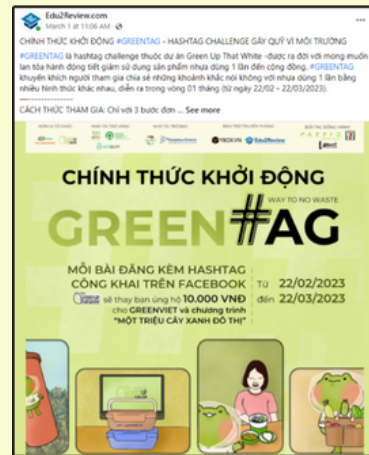 Edu2Review.com
March 1 at 11:06 AM
CHÍNH THỨC KHỞI ĐỘNG #GREENTAG - HASHTAG CHALLENGE GÂY QUỸ VÌ MÔI TRƯỜNG
#GREENTAG là hashtag challenge thuộc dự án Green Up That White -được ra đời với mong muốn
lan tỏa hành động tiết giảm sử dụng sản phẩm nhựa dùng 1 lần đến cộng đồng. #GREENTAG
khuyến khích người tham gia chia sẻ những khoảnh khắc nói không với nhựa dùng 1 lần bằng
nhiều hình thức khác nhau, diễn ra trong vòng 01 tháng (từ ngày 22/02 - 22/03/2023).
CÁCH THỨC THAM GIA: Chỉ với 3 bước đơn ... See more
Edu2Review
CHÍNH THỨC KHỞI ĐỘNG
WAY TO NO WASTE
GREEN#AG
MỖI BÀI ĐĂNG KÈM HASHTAG
CÔNG KHAI TRÊN FACEBOOK
Từ 22/02/2023
sẽ thay bạn ủng hộ 10.000 VNĐ
đến 22/03/2023
cho GREENVIET và chương trình
"MỘT TRIỆU CÂY XANH ĐÔ THỊ"